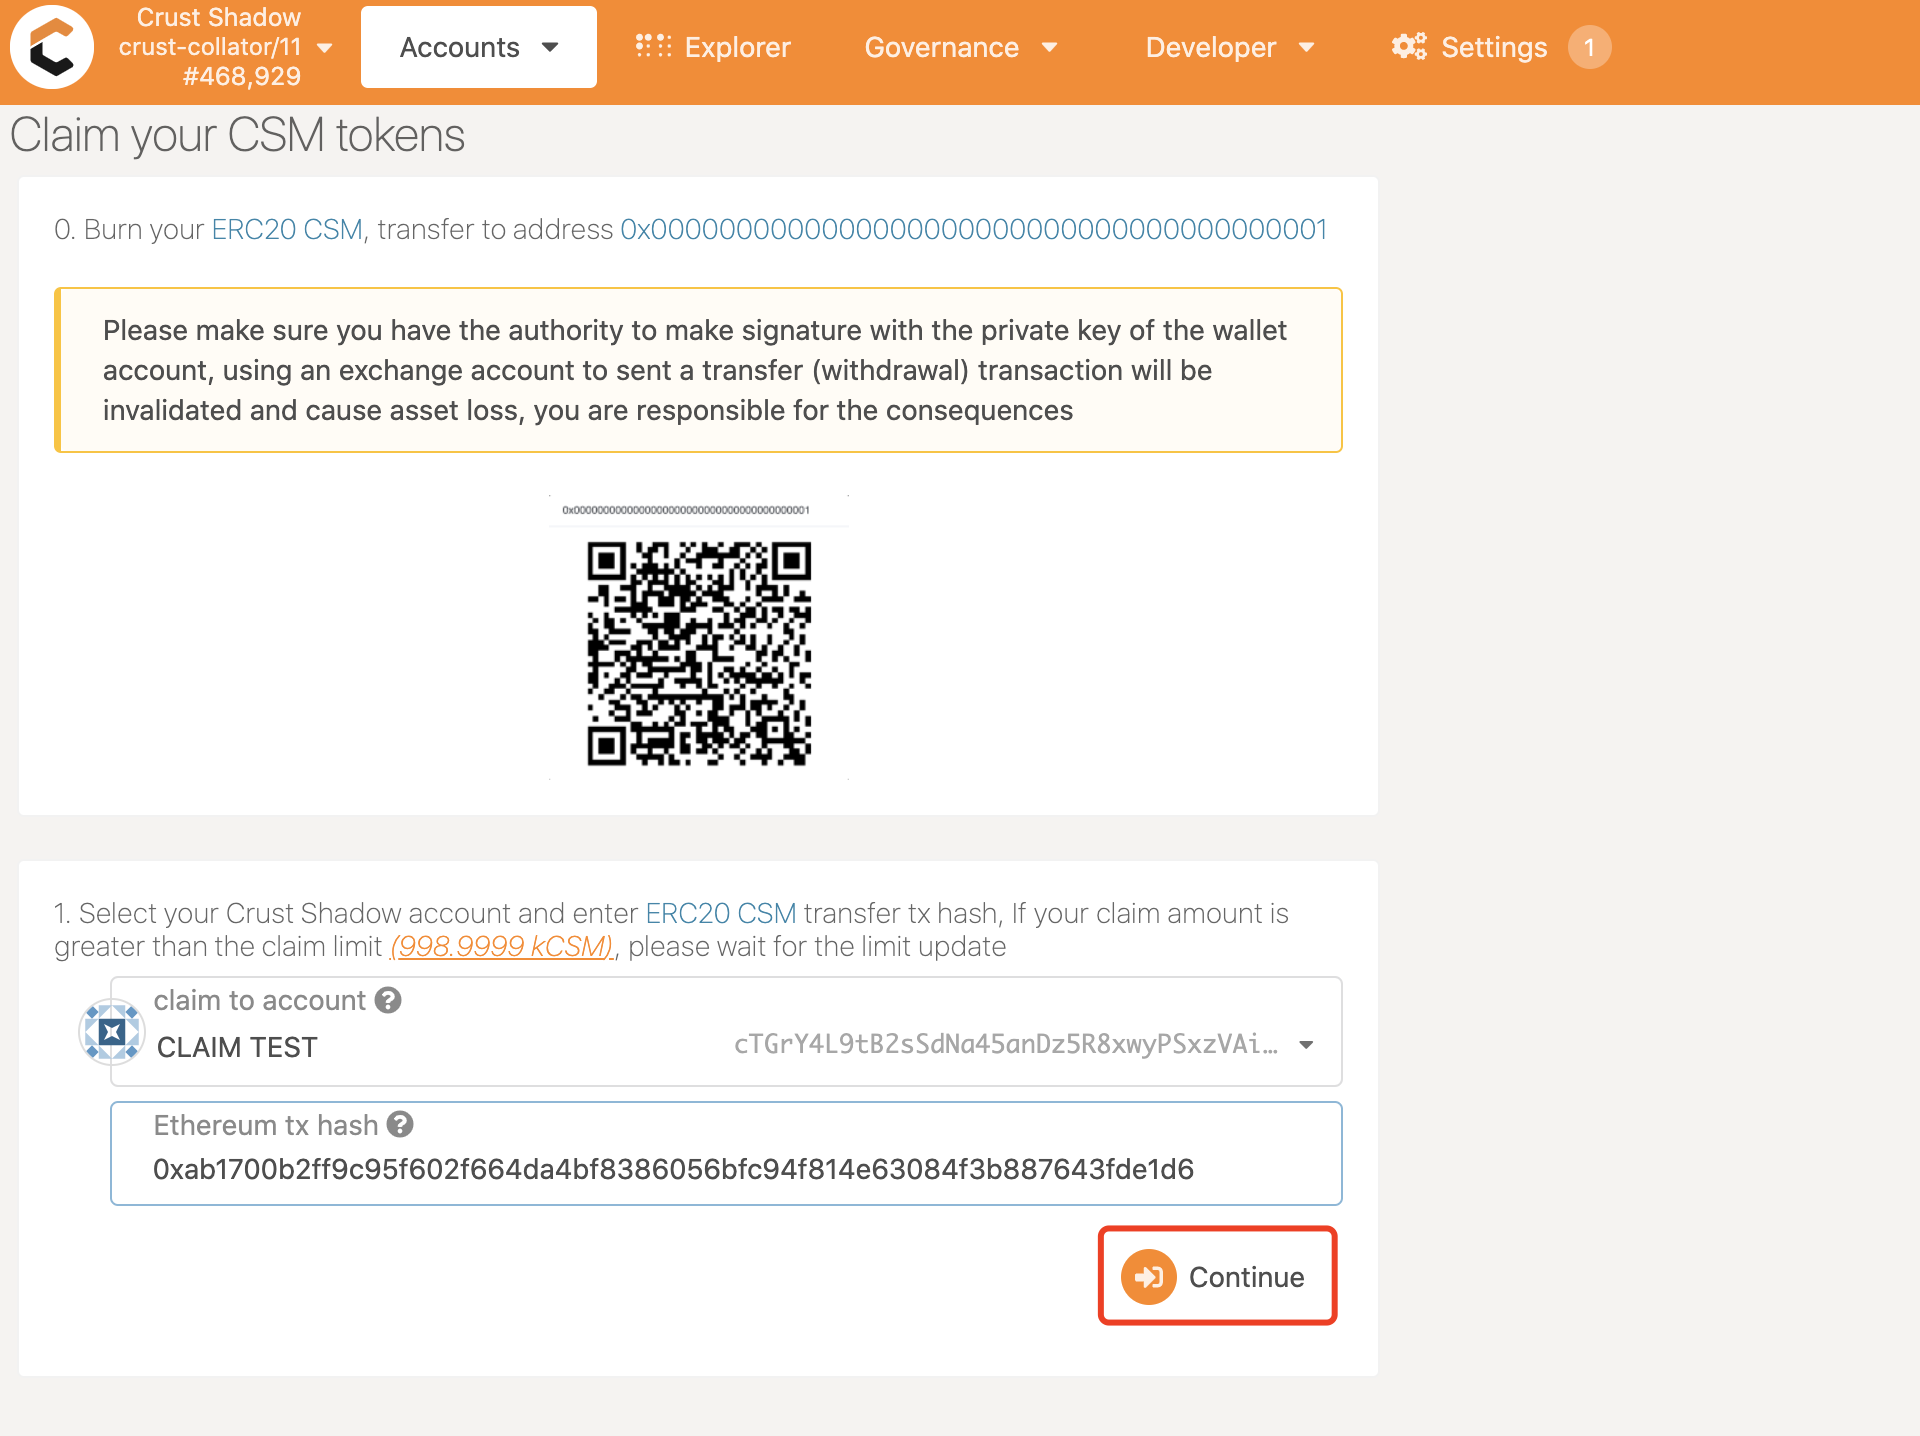 Crust Shadow
crust-collator/11
#468,929
Accounts
Explorer
Governance
Developer
Settings
1
Claim your CSM tokens
0. Burn your ERC20 CSM, transfer to address 0x0000000000000000000000000000000000000001
Please make sure you have the authority to make signature with the private key of the wallet
account, using an exchange account to sent a transfer (withdrawal) transaction will be
invalidated and cause asset loss, you are responsible for the consequences
0x0000000000000000000000000000000000000001
1. Select your Crust Shadow account and enter ERC20 CSM transfer tx hash, If your claim amount is
greater than the claim limit (998.9999 kCSM), please wait for the limit update
claim to account ?
CLAIM TEST
cTGrY4L9tB2sSdNa45anDz5R8xwyPSxzVAi…
Ethereum tx hash ?
0xab1700b2ff9c95f602f664da4bf8386056bfc94f814e63084f3b887643fde1d6
Continue